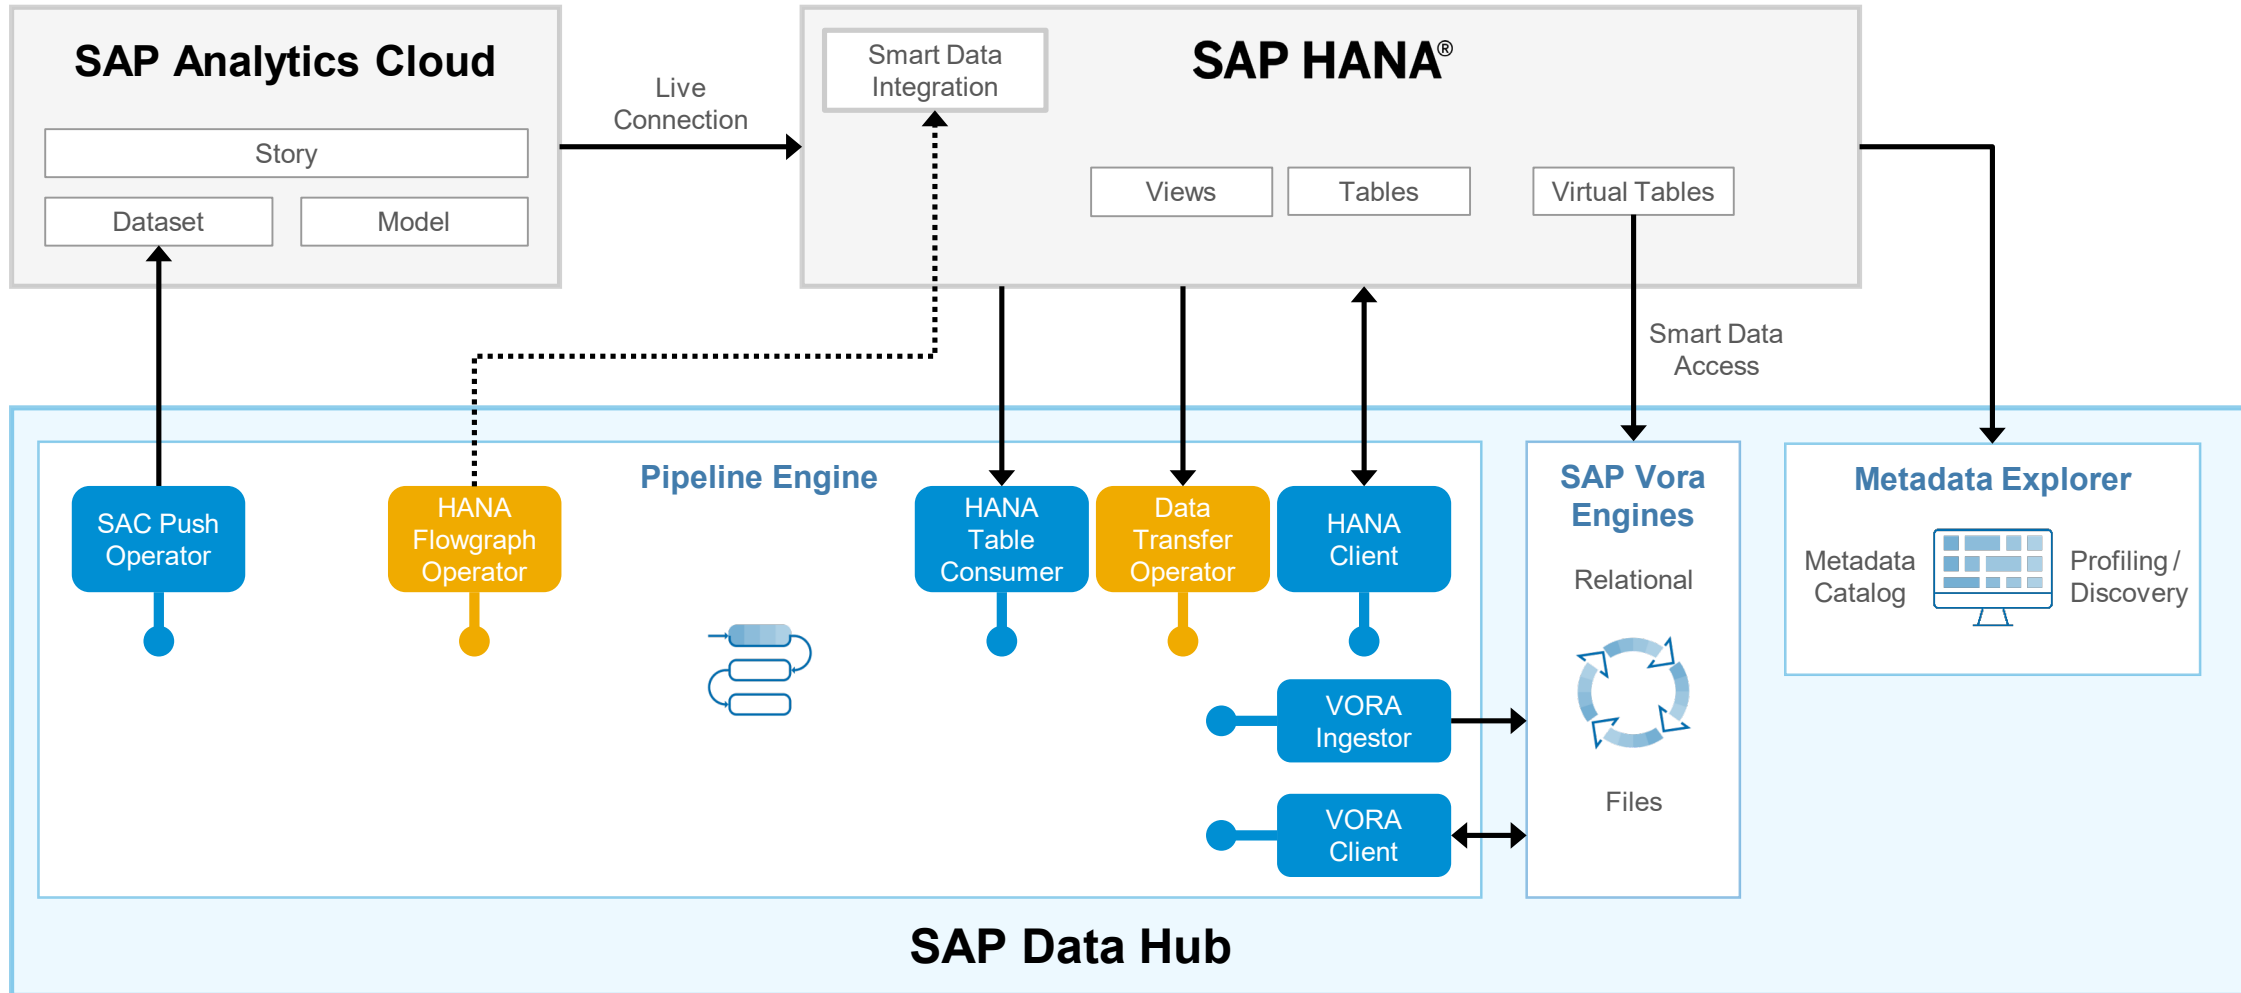 SAP Analytics Cloud
Story
Dataset
Model
Live
Connection
Smart Data
Integration
SAP HANA®
Views
Tables
Virtual Tables
Smart Data
Access
Pipeline Engine
SAC Push
Operator
HANA
Flowgraph
Operator
HANA
Table
Consumer
Data
Transfer
Operator
HANA
Client
VORA
Ingestor
VORA
Client
SAP Vora
Engines
Relational
Files
Metadata Explorer
Metadata
Catalog
Profiling /
Discovery
SAP Data Hub